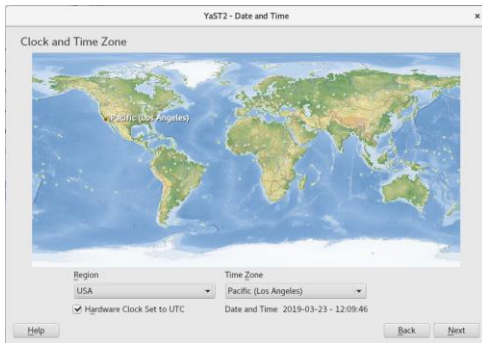 YaST2 - Date and Time ×
Clock and Time Zone
Pacific (Los Angeles)
Region Time Zone
USA Pacific (Los Angeles)
Hardware Clock Set to UTC Date and Time 2019-03-23 - 12:09:46
Help Back Next